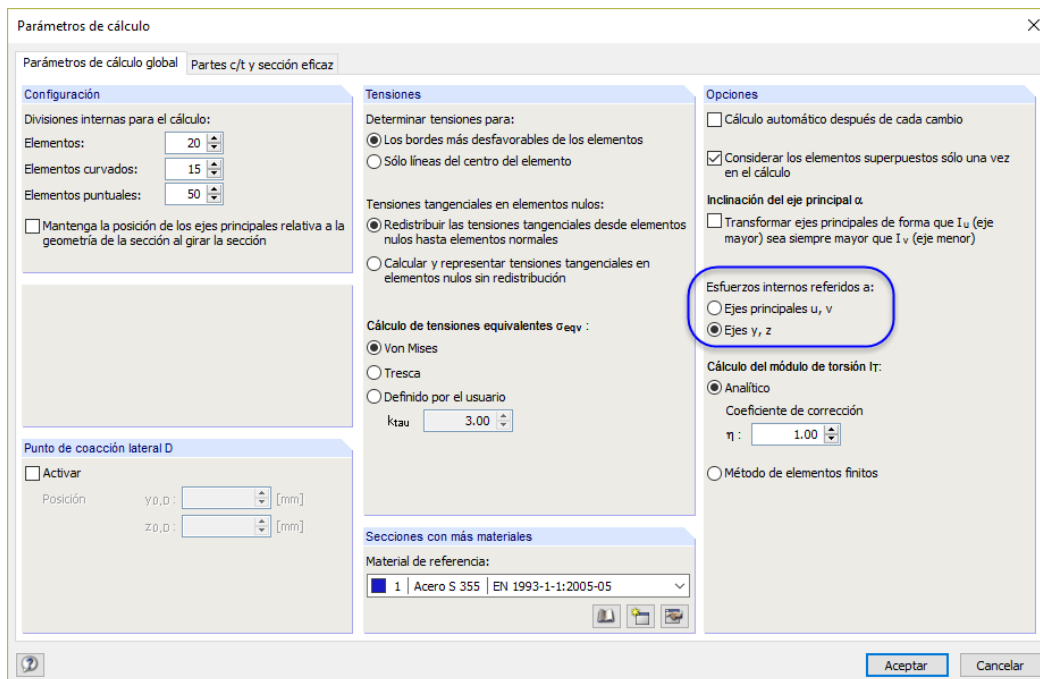 Parámetros de cálculo
Parámetros de cálculo global
Partes c/t y sección eficaz
Configuración
Divisiones internas para el cálculo:
Elementos:
20
Elementos curvados:
15
Elementos puntuales:
50
Mantenga la posición de los ejes principales relativa a la
geometría de la sección al girar la sección
Punto de coacción lateral D
Activar
Posición
y0,D :
[mm]
z0,D :
[mm]
Tensiones
Determinar tensiones para:
Los bordes más desfavorables de los elementos
Sólo líneas del centro del elemento
Tensiones tangenciales en elementos nulos:
Redistribuir las tensiones tangenciales desde elementos
nulos hasta elementos normales
Calcular y representar tensiones tangenciales en
elementos nulos sin redistribución
Cálculo de tensiones equivalentes σeqv :
Von Mises
Tresca
Definido por el usuario
ktau
3.00
Secciones con más materiales
Material de referencia:
1 | Acero S 355 | EN 1993-1-1:2005-05
Opciones
Cálculo automático después de cada cambio
Considerar los elementos superpuestos sólo una vez
en el cálculo
Inclinación del eje principal α
Transformar ejes principales de forma que Iu (eje
mayor) sea siempre mayor que Iv (eje menor)
Esfuerzos internos referidos a:
Ejes principales u, v
Ejes y, z
Cálculo del módulo de torsión IT:
Analítico
Coeficiente de corrección
η :
1.00
Método de elementos finitos
Aceptar
Cancelar